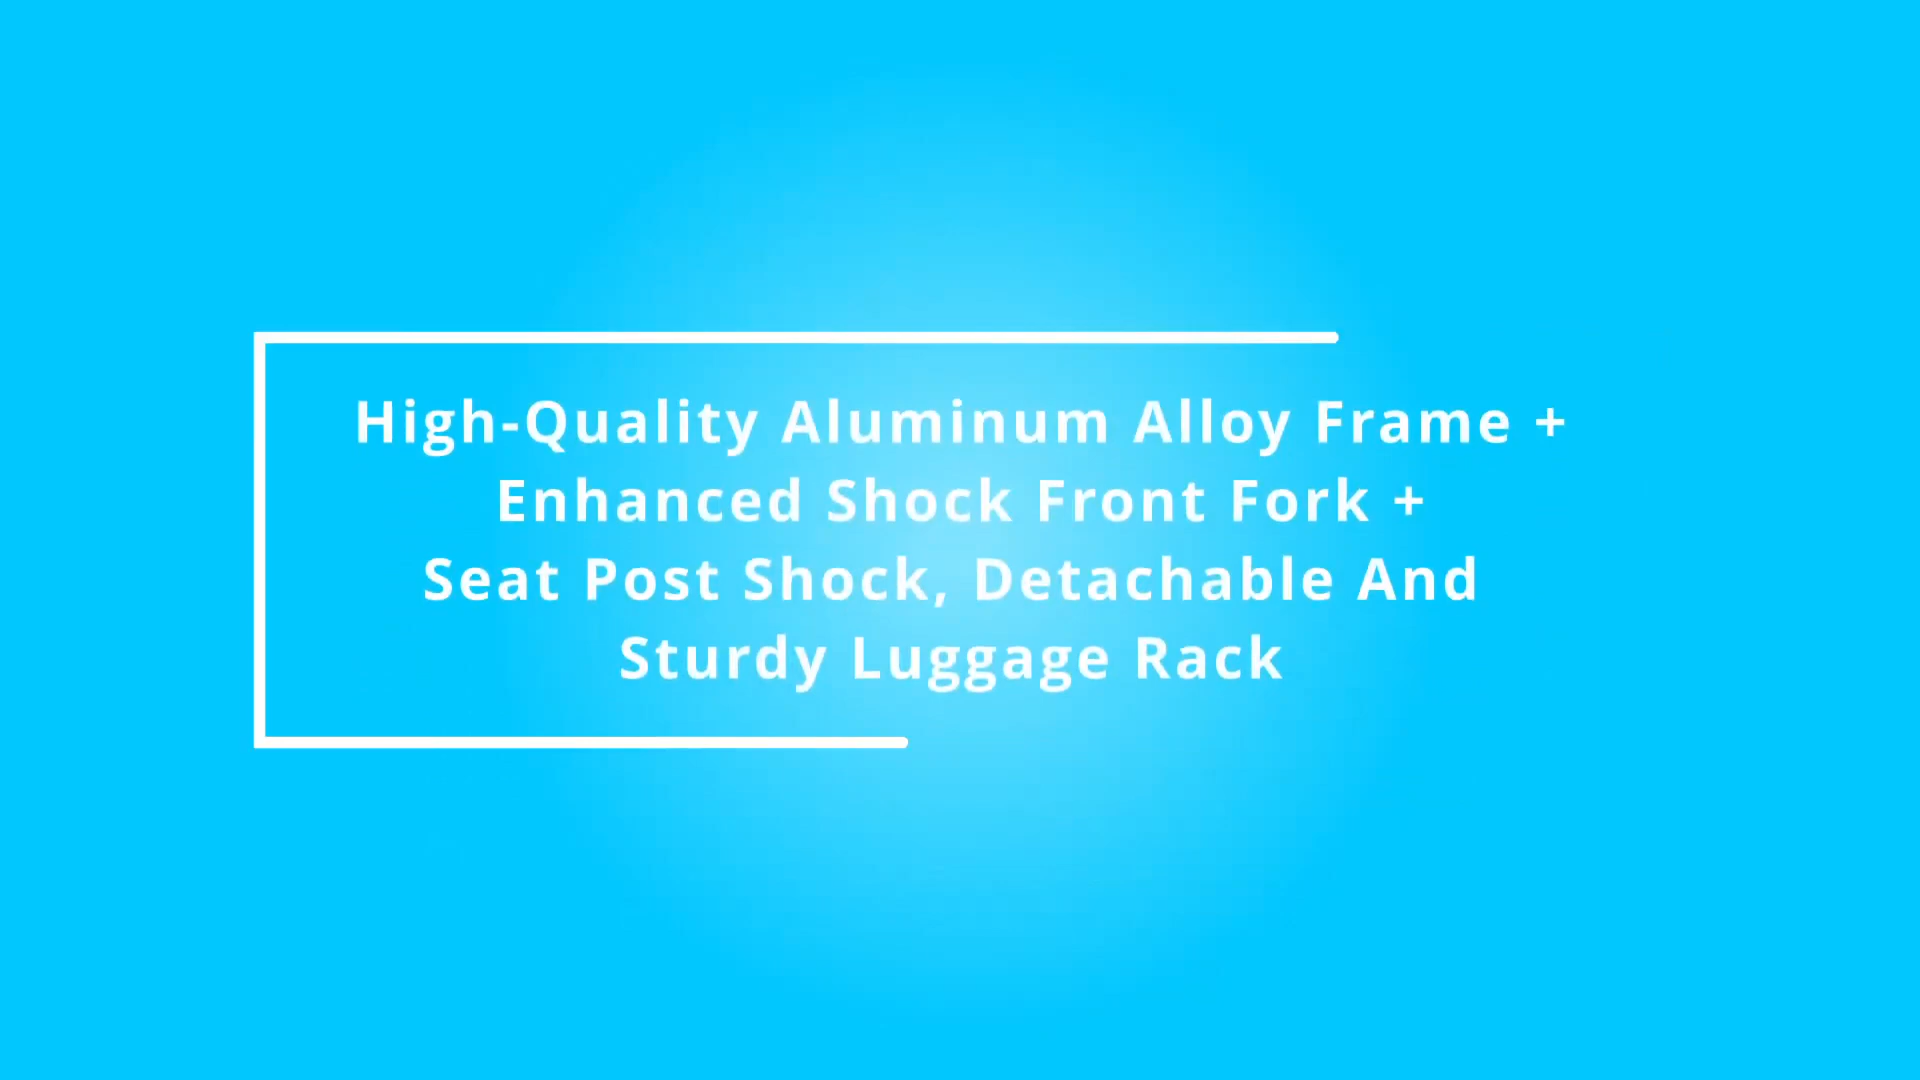 High-Quality Aluminum Alloy Frame +
Enhanced Shock Front Fork +
Seat Post Shock, Detachable And
Sturdy Luggage Rack